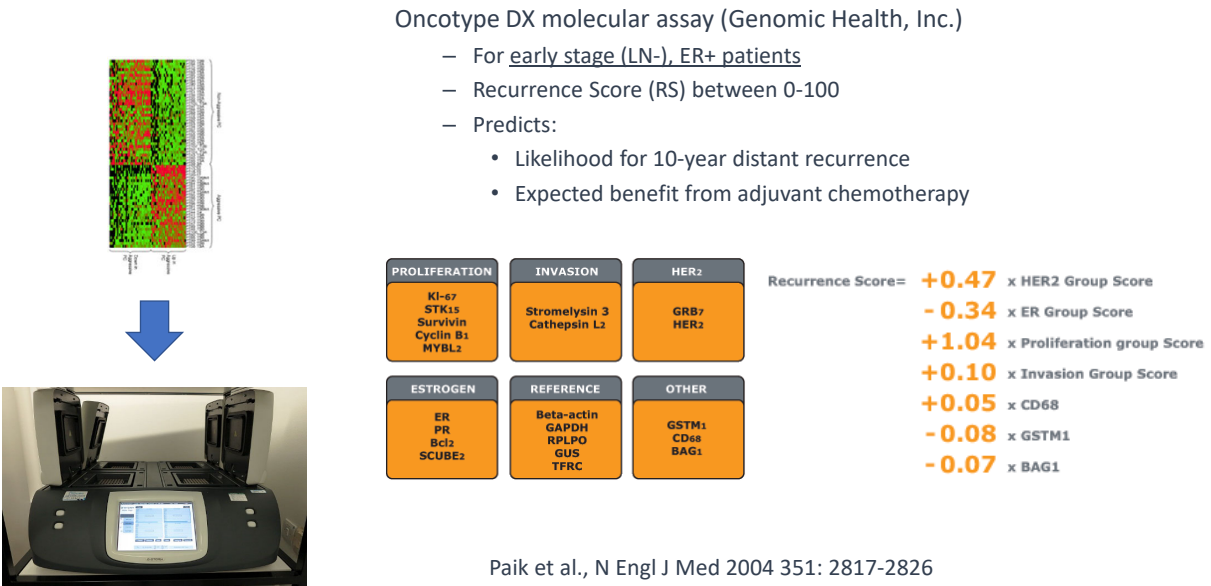 Oncotype DX molecular assay (Genomic Health, Inc.)
– For early stage (LN-), ER+ patients
– Recurrence Score (RS) between 0-100
– Predicts:
• Likelihood for 10-year distant recurrence
• Expected benefit from adjuvant chemotherapy
Non-Aggressive PC
Aggressive PC
PROLIFERATION
KI-67
STK15
Survivin
Cyclin B1
MYBL2
INVASION
Stromelysin 3
Cathepsin L2
HER2
GRB7
HER2
ESTROGEN
ER
PR
Bcl2
SCUBE2
REFERENCE
Beta-actin
GAPDH
RPLPO
GUS
TFRC
OTHER
GSTM1
CD68
BAG1
Recurrence Score= +0.47 x HER2 Group Score
- 0.34 x ER Group Score
+1.04 x Proliferation group Score
+0.10 x Invasion Group Score
+0.05 x CD68
- 0.08 x GSTM1
- 0.07 x BAG1
Paik et al., N Engl J Med 2004 351: 2817-2826